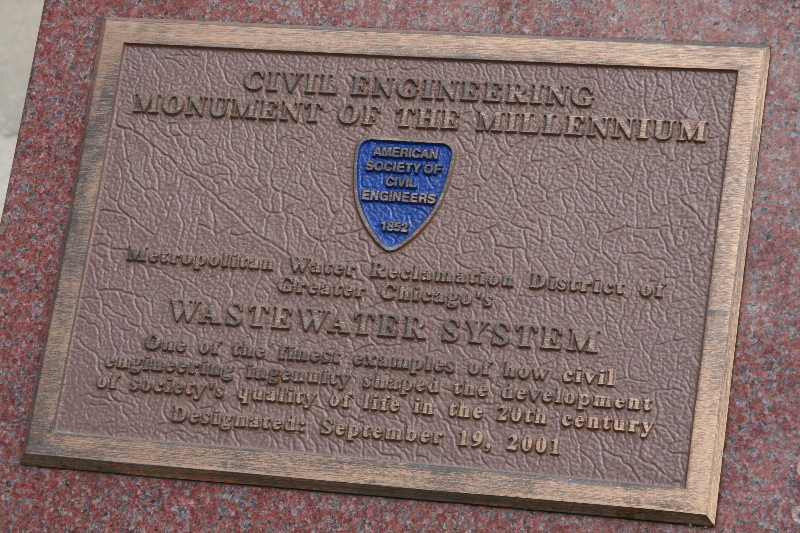 CIVIL ENGINEERING
MONUMENT OF THE MILLENNIUM
AMERICAN
SOCIETY OF
CIVIL
ENGINEERS
1852
Metropolitan Water Reclamation District of
Greater Chicago's
WASTEWATER SYSTEM
One of the finest examples of how civil
engineering ingenuity shaped the development
of society's quality of life in the 20th century
Designated: September 19, 2001